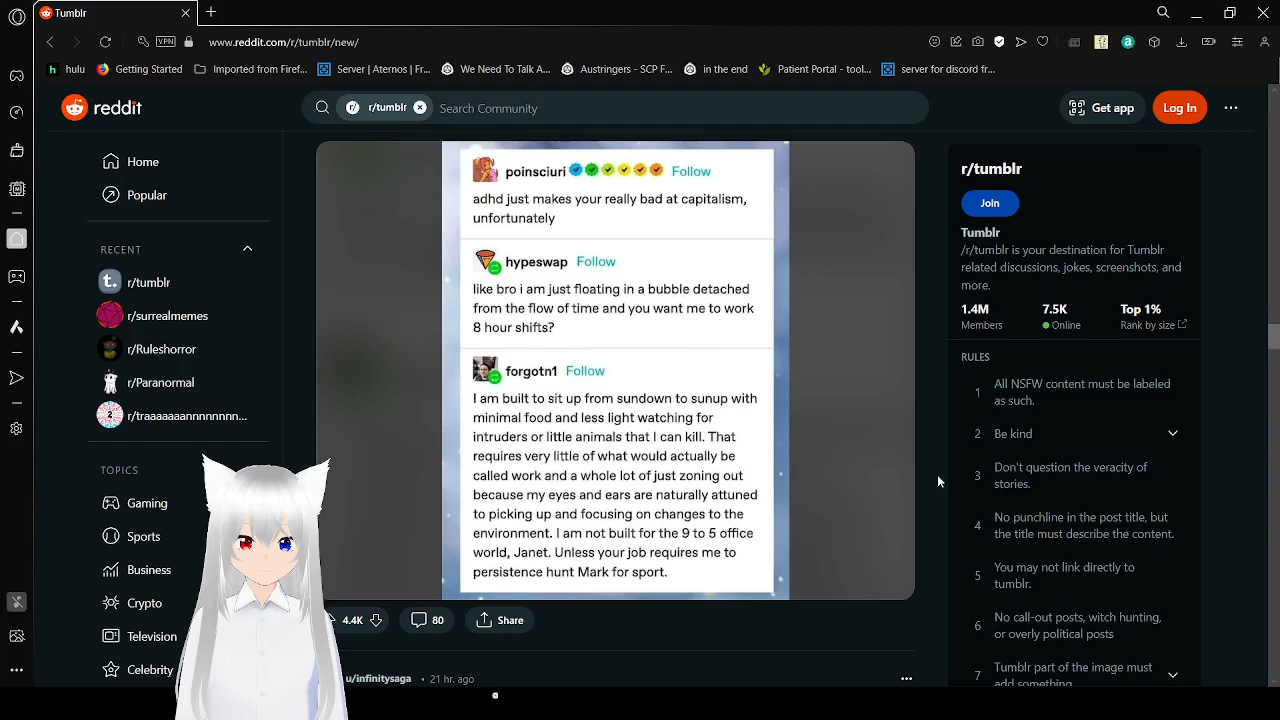 Tumblr
VPN
www.reddit.com/r/tumblr/new/
hulu
Getting Started
Imported from Firef...
Server | Aternos | Fr...
We Need To Talk A...
Austringers - SCP F...
in the end
Patient Portal - tool...
server for discord fr...
reddit
r/tumblr
Search Community
Get app
Log In
Home
Popular
RECENT
r/tumblr
r/surrealmemes
r/Ruleshorror
r/Paranormal
r/traaaaaaannnnnnnn...
TOPICS
Gaming
Sports
Business
Crypto
Television
Celebrity
poinsciuri
Follow
adhd just makes your really bad at capitalism,
unfortunately
hypeswap Follow
like bro i am just floating in a bubble detached
from the flow of time and you want me to work
8 hour shifts?
forgotn1 Follow
I am built to sit up from sundown to sunup with
minimal food and less light watching for
intruders or little animals that I can kill. That
requires very little of what would actually be
called work and a whole lot of just zoning out
because my eyes and ears are naturally attuned
to picking up and focusing on changes to the
environment. I am not built for the 9 to 5 office
world, Janet. Unless your job requires me to
persistence hunt Mark for sport.
4.4K
80
Share
u/infinitysaga • 21 hr. ago
r/tumblr
Join
Tumblr
/r/tumblr is your destination for Tumblr
related discussions, jokes, screenshots, and
more.
1.4M 7.5K Top 1%
Members Online Rank by size
RULES
1 All NSFW content must be labeled
as such.
2 Be kind
3 Don't question the veracity of
stories.
4 No punchline in the post title, but
the title must describe the content.
5 You may not link directly to
tumblr.
6 No call-out posts, witch hunting,
or overly political posts
7 Tumblr part of the image must
add something